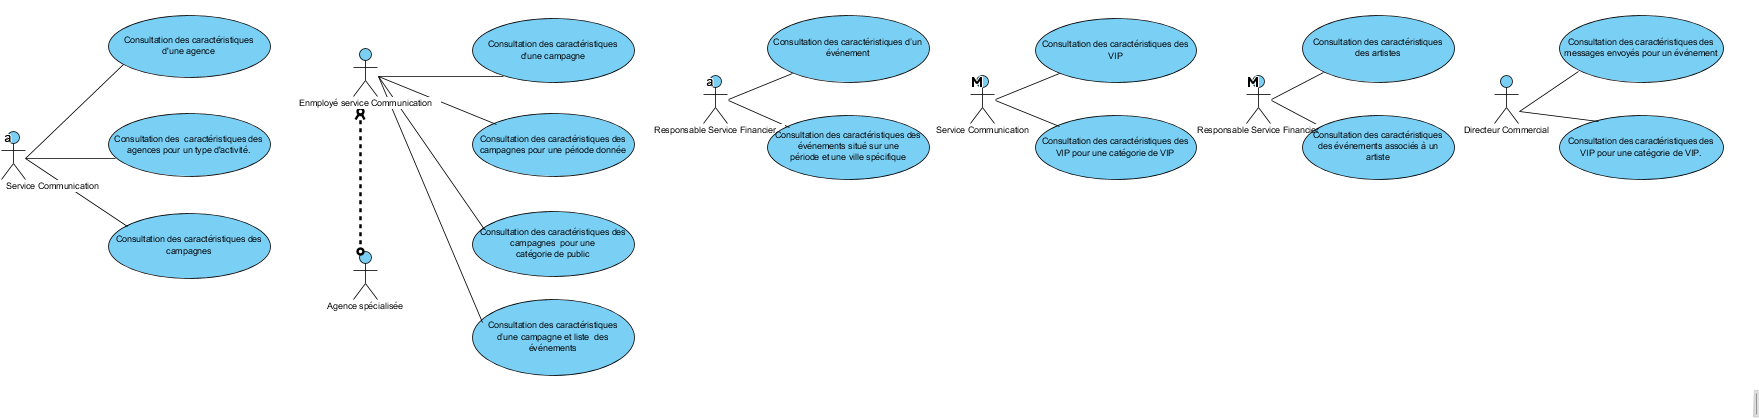 a
Service Communication
Consultation des caractéristiques
d'une agence
Consultation des caractéristiques des
agences pour un type d'activité.
Consultation des caractéristiques des
campagnes
Enmployé service Communication
Agence spécialisée
Consultation des caractéristiques
d'une campagne
Consultation des caractéristiques des
campagnes pour une période donnée
Consultation des caractéristiques des
campagnes pour une
catégorie de public
Consultation des caractéristiques
d'une campagne et liste des
événements
a
Responsable Service Financier
Consultation des caractéristiques d'un
événement
Consultation des caractéristiques des
événements situé sur une
période et une ville spécifique
M
Service Communication
Consultation des caractéristiques des
VIP
Consultation des caractéristiques des
VIP pour une catégorie de VIP
M
Responsable Service Financier
Consultation des caractéristiques
des artistes
Consultation des caractéristiques
des événements associés à un
artiste
Directeur Commercial
Consultation des caractéristiques des
messages envoyés pour un événement
Consultation des caractéristiques des
VIP pour une catégorie de VIP.